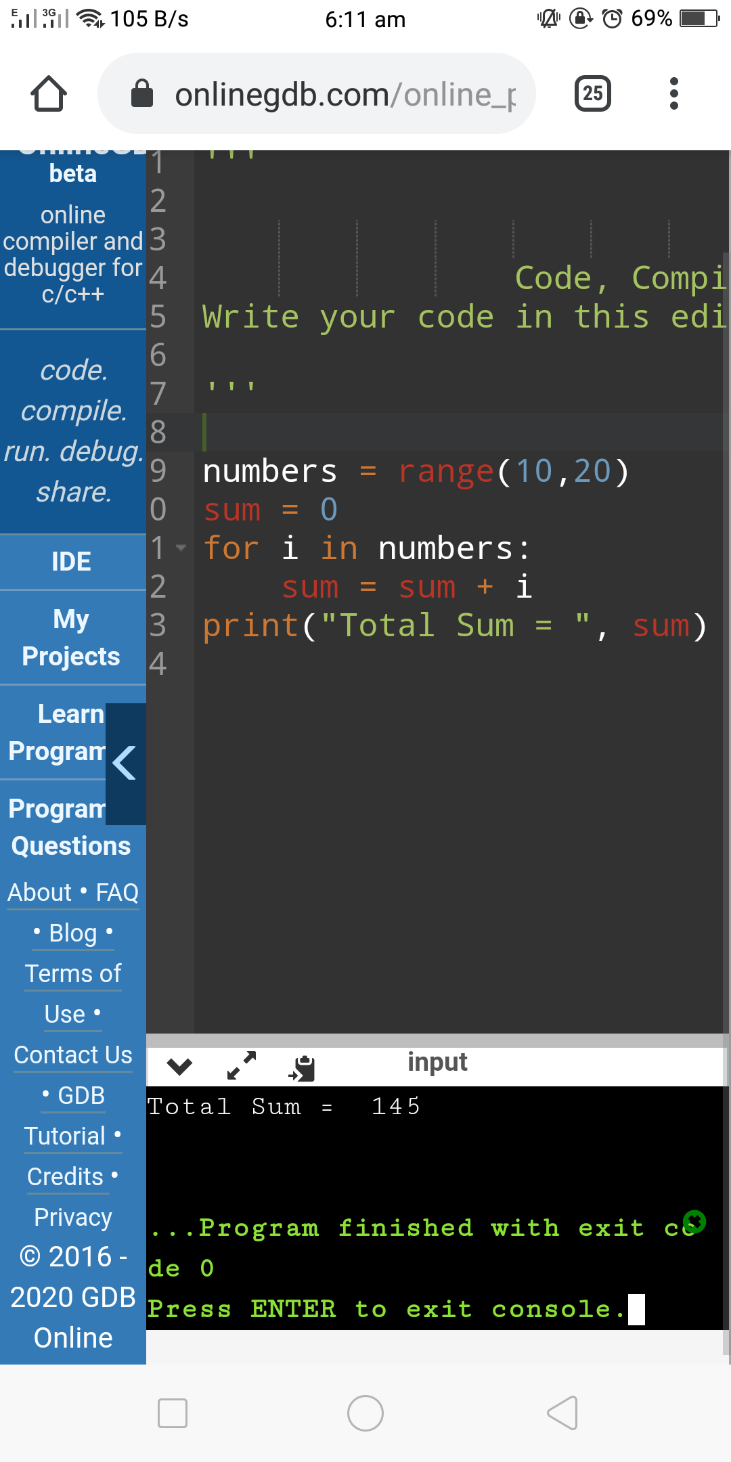 E 3G 105 B/s 6:11 am 69%
onlinegdb.com/online_p 25
beta
online
compiler and
debugger for
c/c++
code.
compile.
run. debug.
share.
IDE
My
Projects
Learn
Program
Program
Questions
About • FAQ
• Blog •
Terms of
Use •
Contact Us
• GDB
Tutorial •
Credits •
Privacy
© 2016 -
2020 GDB
Online
1 '''
2
3
4 Code, Compi
5 Write your code in this edi
6
7 '''
8
9 numbers = range(10,20)
0 sum = 0
1 for i in numbers:
2 sum = sum + i
3 print("Total Sum = ", sum)
4
input
Total Sum =  145
...Program finished with exit co
de 0
Press ENTER to exit console.